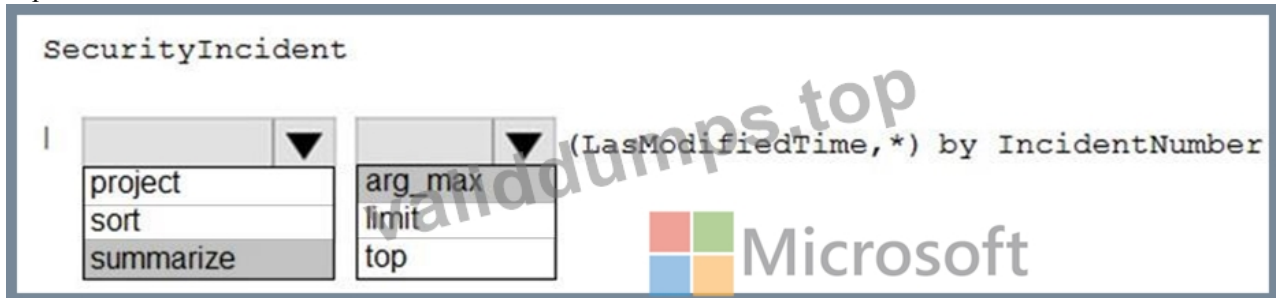 SecurityIncident
| (LasModifiedTime,*) by IncidentNumber
project
sort
summarize
arg_max
limit
top
validdumps.top
Microsoft